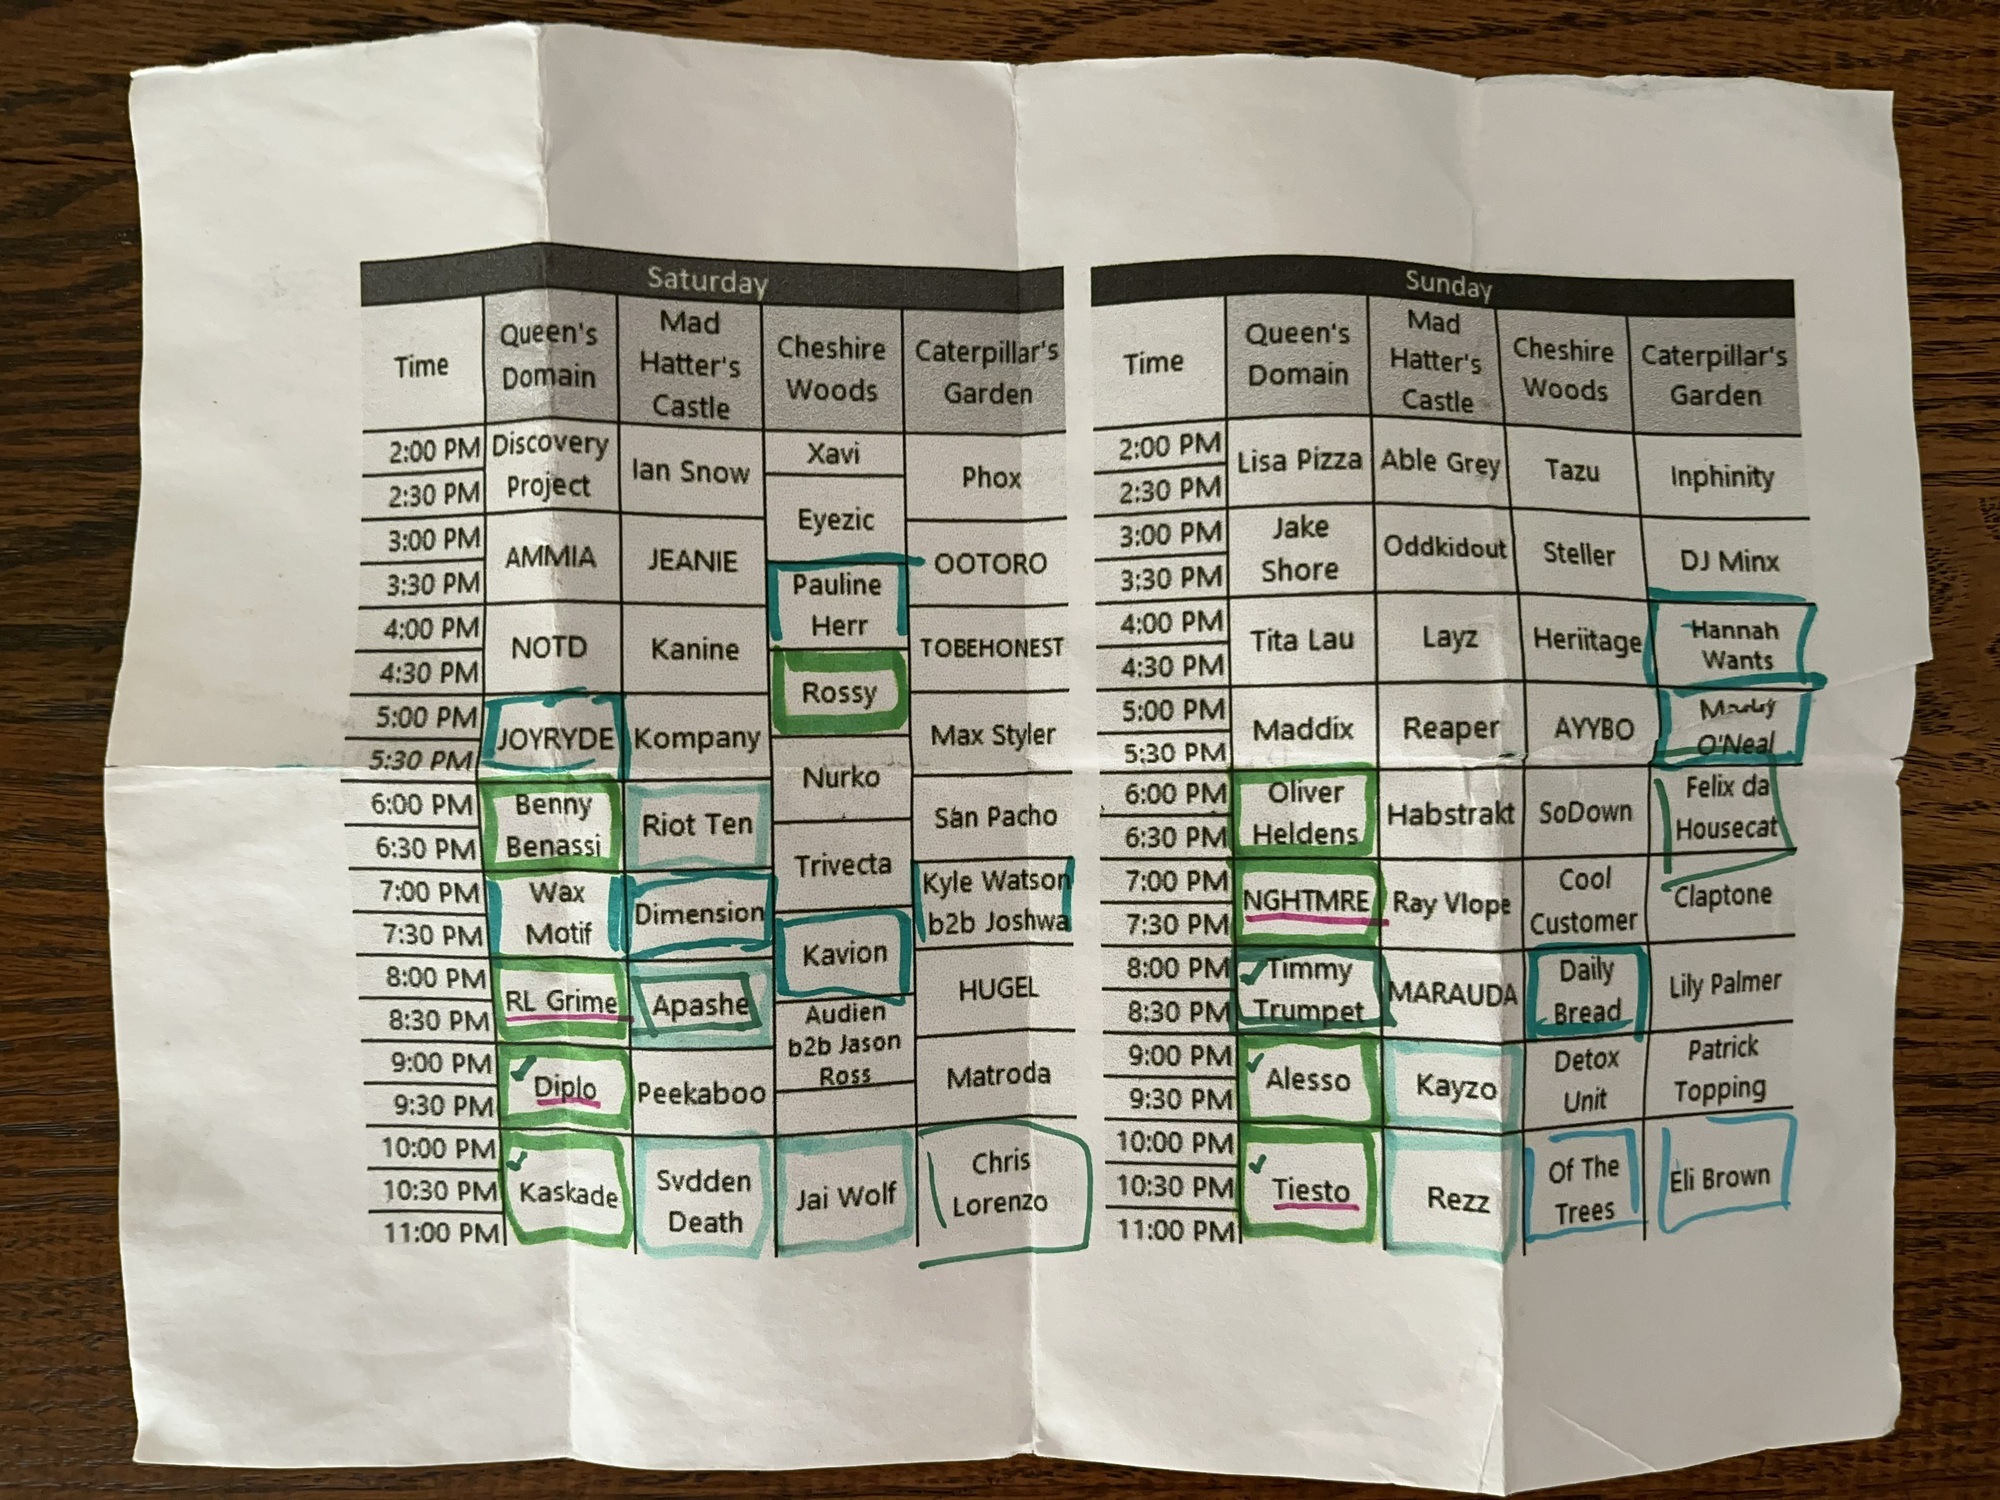 Saturday
Time
Queen's
Domain
Mad
Hatter's
Castle
Cheshire
Woods
Caterpillar's
Garden
2:00 PM
2:30 PM
3:00 PM
3:30 PM
4:00 PM
4:30 PM
5:00 PM
5:30 PM
6:00 PM
6:30 PM
7:00 PM
7:30 PM
8:00 PM
8:30 PM
9:00 PM
9:30 PM
10:00 PM
10:30 PM
11:00 PM
Discovery
Project
AMMIA
NOTD
JOYRYDE
Benny
Benassi
Wax
Motif
RL Grime
Diplo
Kaskade
Ian Snow
JEANIE
Kanine
Kompany
Riot Ten
Dimension
Apashe
Peekaboo
Svdden
Death
Xavi
Eyezic
Pauline
Herr
Rossy
Nurko
Trivecta
Kavion
Audien
b2b Jason
Ross
Jai Wolf
Phox
OOTORO
TOBEHONEST
Max Styler
San Pacho
Kyle Watson
b2b Joshwa
HUGEL
Matroda
Chris
Lorenzo
Sunday
Time
Queen's
Domain
Mad
Hatter's
Castle
Cheshire
Woods
Caterpillar's
Garden
2:00 PM
2:30 PM
3:00 PM
3:30 PM
4:00 PM
4:30 PM
5:00 PM
5:30 PM
6:00 PM
6:30 PM
7:00 PM
7:30 PM
8:00 PM
8:30 PM
9:00 PM
9:30 PM
10:00 PM
10:30 PM
11:00 PM
Lisa Pizza
Jake
Shore
Tita Lau
Maddix
Oliver
Heldens
NGHTMRE
Timmy
Trumpet
Alesso
Tiesto
Able Grey
Oddkidout
Layz
Reaper
Habstrakt
Ray Vlope
MARAUDA
Kayzo
Rezz
Tazu
Steller
Heriitage
AYYBO
SoDown
Cool
Customer
Daily
Bread
Detox
Unit
Of The
Trees
Inphinity
DJ Minx
Hannah
Wants
O'Neal
Felix da
Housecat
Claptone
Lily Palmer
Patrick
Topping
Eli Brown